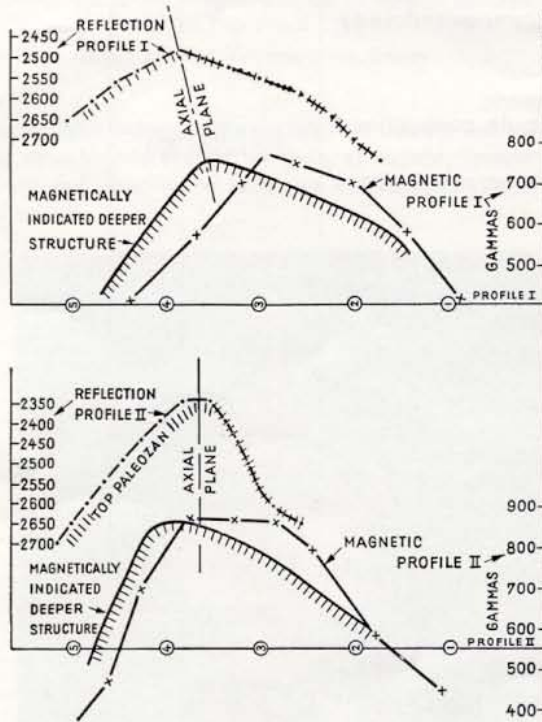 2450
2500
2550
2600
2650
2700
REFLECTION
PROFILE I
AXIAL
PLANE
MAGNETICALLY
INDICATED DEEPER
STRUCTURE
MAGNETIC
PROFILE I
800
700
600
500
GAMMAS
5
4
3
2
1
PROFILE I
2350
2400
2450
2500
2550
2600
2650
2700
REFLECTION
PROFILE II
TOP PALEOZAN
AXIAL
PLANE
MAGNETICALLY
INDICATED
DEEPER
STRUCTURE
MAGNETIC
PROFILE II
900
800
700
600
500
400
GAMMAS
5
4
3
2
1
PROFILE II